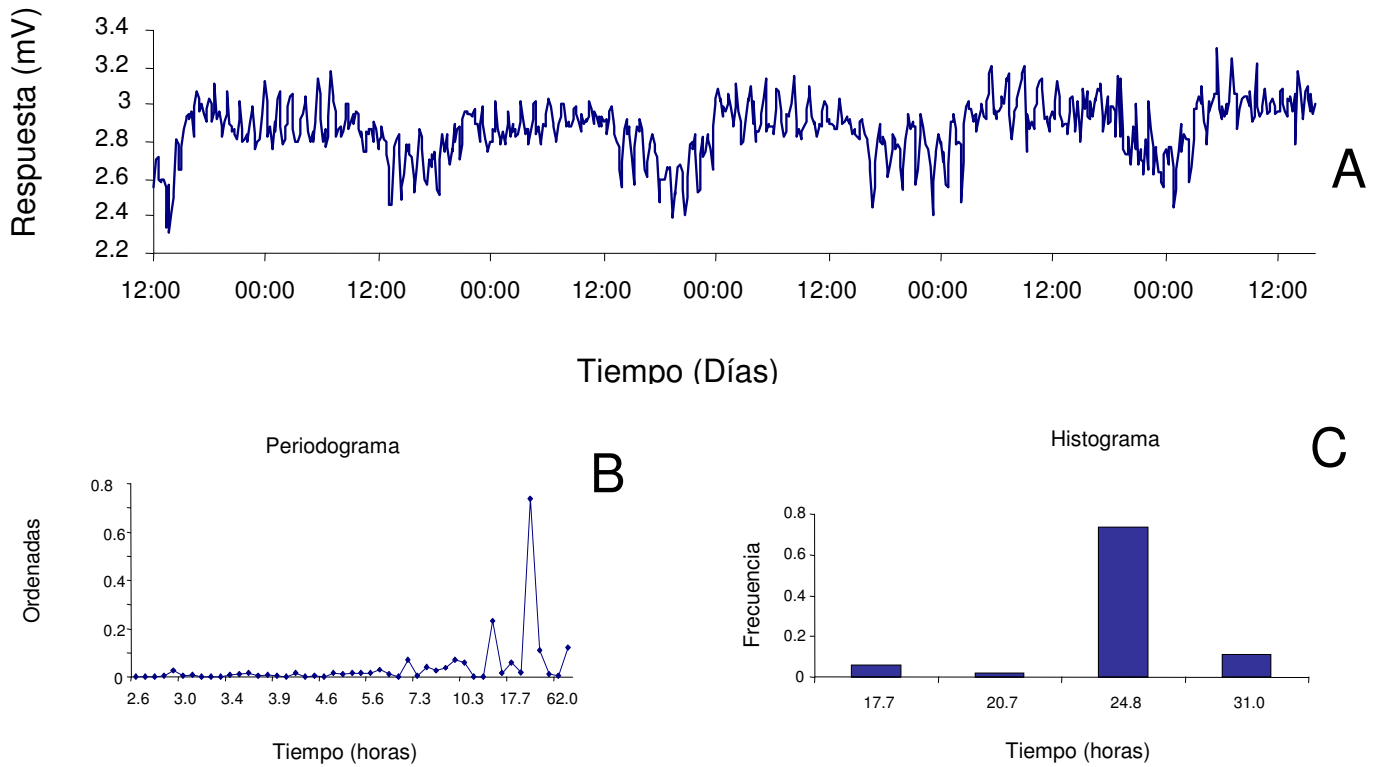 Respuesta (mV)
3.4
3.2
3
2.8
2.6
2.4
2.2
A
12:00 00:00 12:00 00:00 12:00 00:00 12:00 00:00 12:00 00:00 12:00
Tiempo (Días)
Periodograma
B
Ordenadas
0.8
0.6
0.4
0.2
0
2.6 3.0 3.4 3.9 4.6 5.6 7.3 10.3 17.7 62.0
Tiempo (horas)
Histograma
C
Frecuencia
0.8
0.6
0.4
0.2
0
17.7 20.7 24.8 31.0
Tiempo (horas)